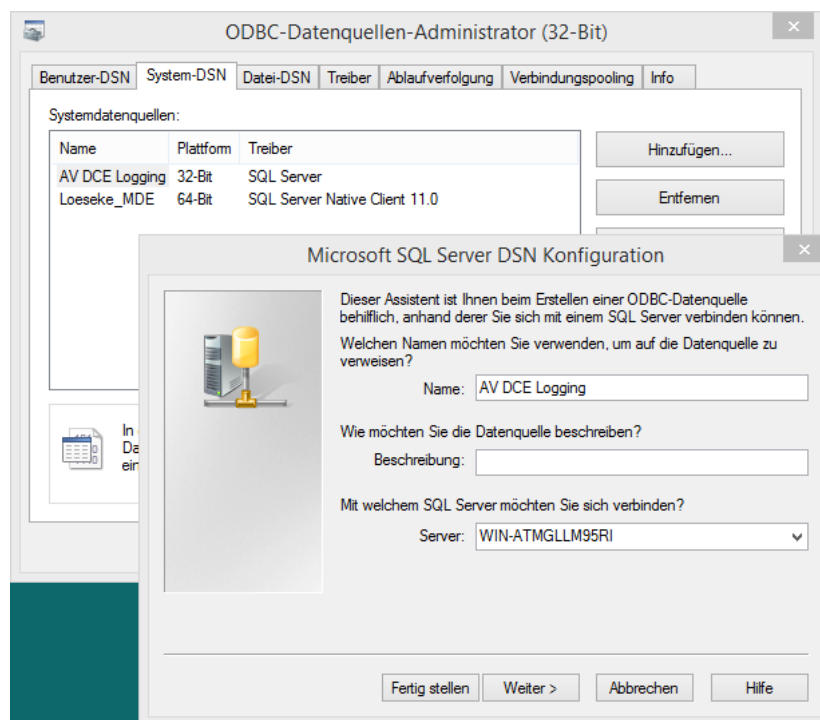 ODBC-Datenquellen-Administrator (32-Bit)
Benutzer-DSN System-DSN Datei-DSN Treiber Ablaufverfolgung Verbindungspooling Info
Systemdatenquellen:
Name Plattform Treiber
AV DCE Logging 32-Bit SQL Server
Loeseke_MDE 64-Bit SQL Server Native Client 11.0
Hinzufügen...
Entfernen
In
Da
ein
Microsoft SQL Server DSN Konfiguration
Dieser Assistent ist Ihnen beim Erstellen einer ODBC-Datenquelle
behilflich, anhand derer Sie sich mit einem SQL Server verbinden können.
Welchen Namen möchten Sie verwenden, um auf die Datenquelle zu
verweisen?
Name: AV DCE Logging
Wie möchten Sie die Datenquelle beschreiben?
Beschreibung:
Mit welchem SQL Server möchten Sie sich verbinden?
Server: WIN-ATMGLLM95RI
Fertig stellen Weiter > Abbrechen Hilfe